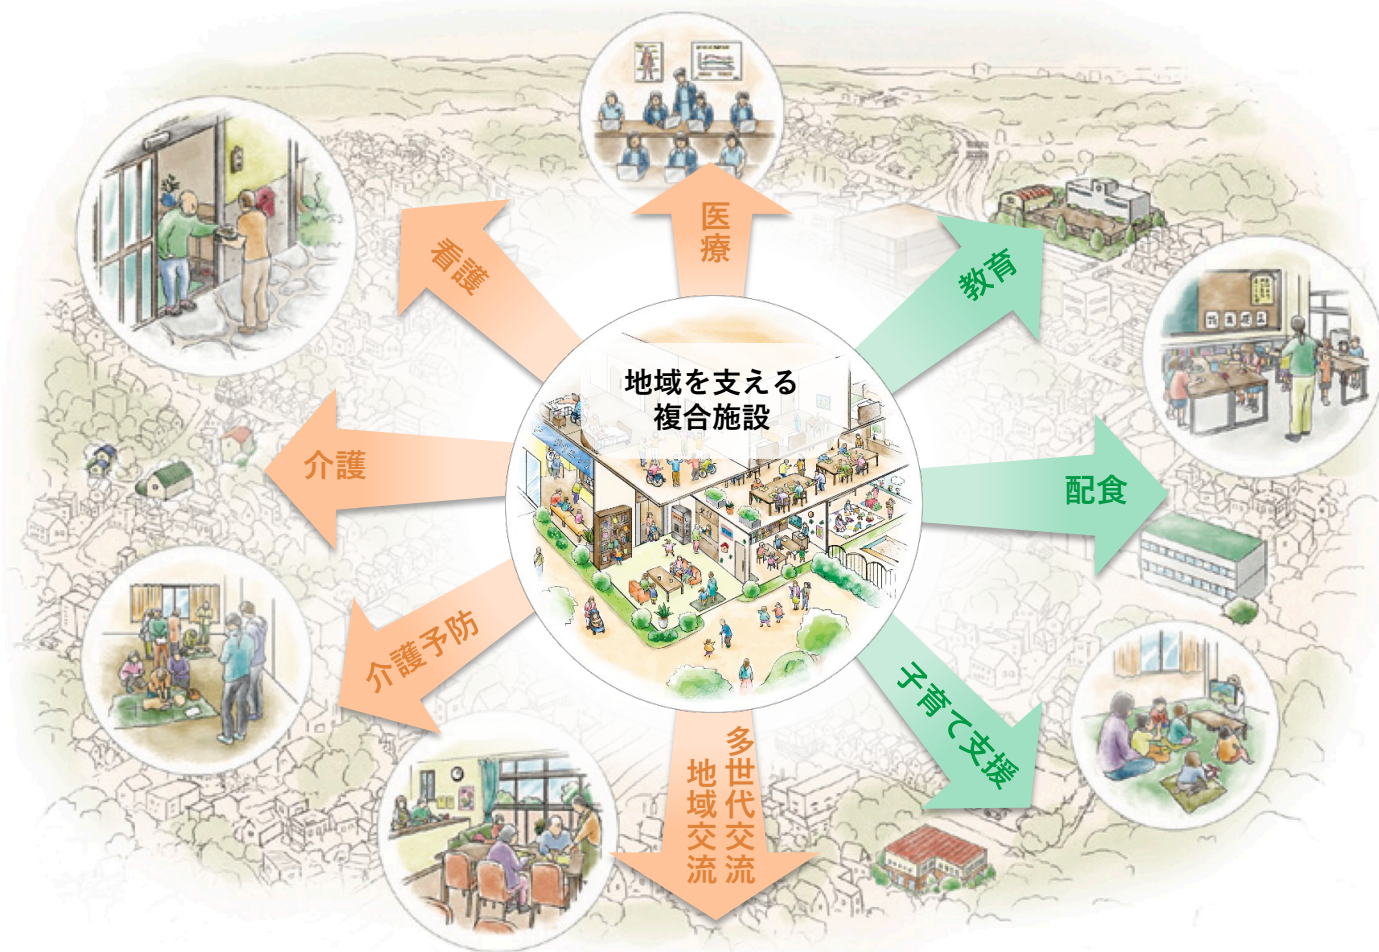 医療
看護
教育
地域を支える
複合施設
介護
配食
介護予防
子育て支援
多世代交流
地域交流